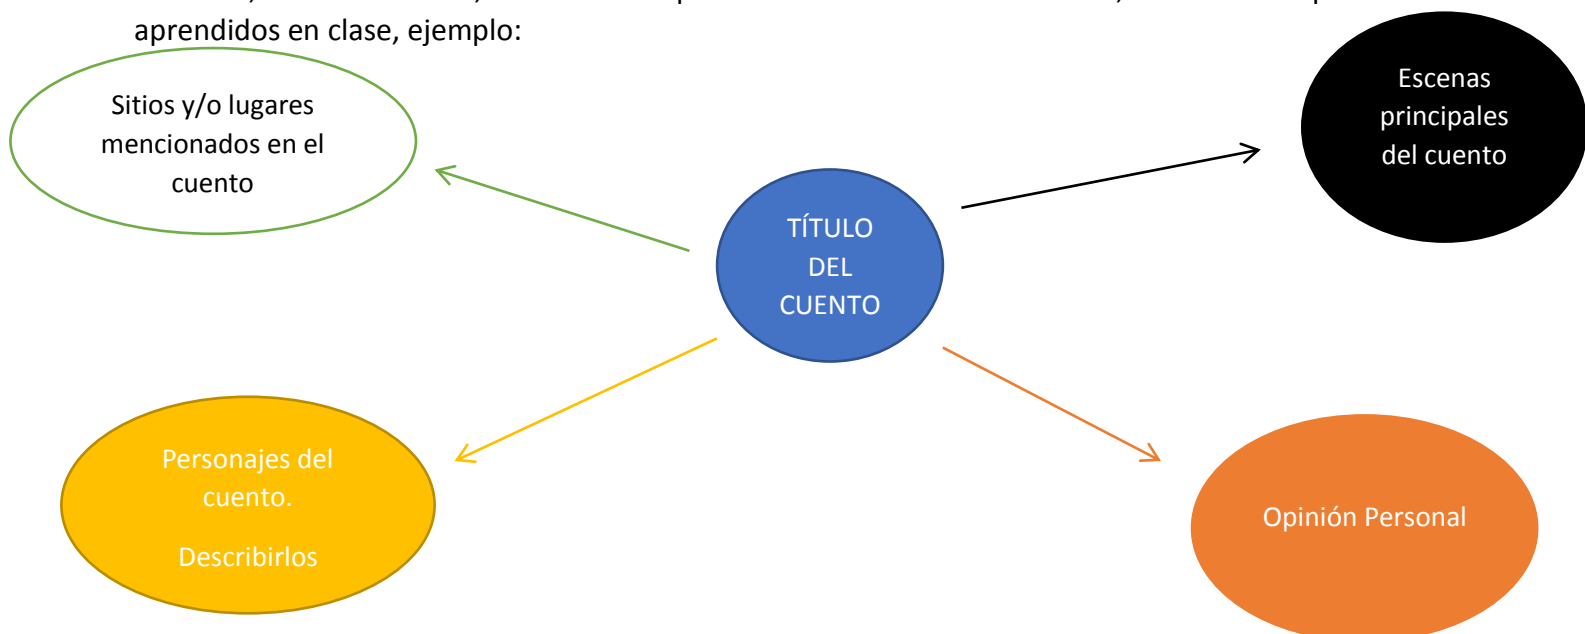 aprendidos en clase, ejemplo:
Sitios y/o lugares
mencionados en el
cuento
Escenas
principales
del cuento
TÍTULO
DEL
CUENTO
Personajes del
cuento.
Describirlos
Opinión Personal